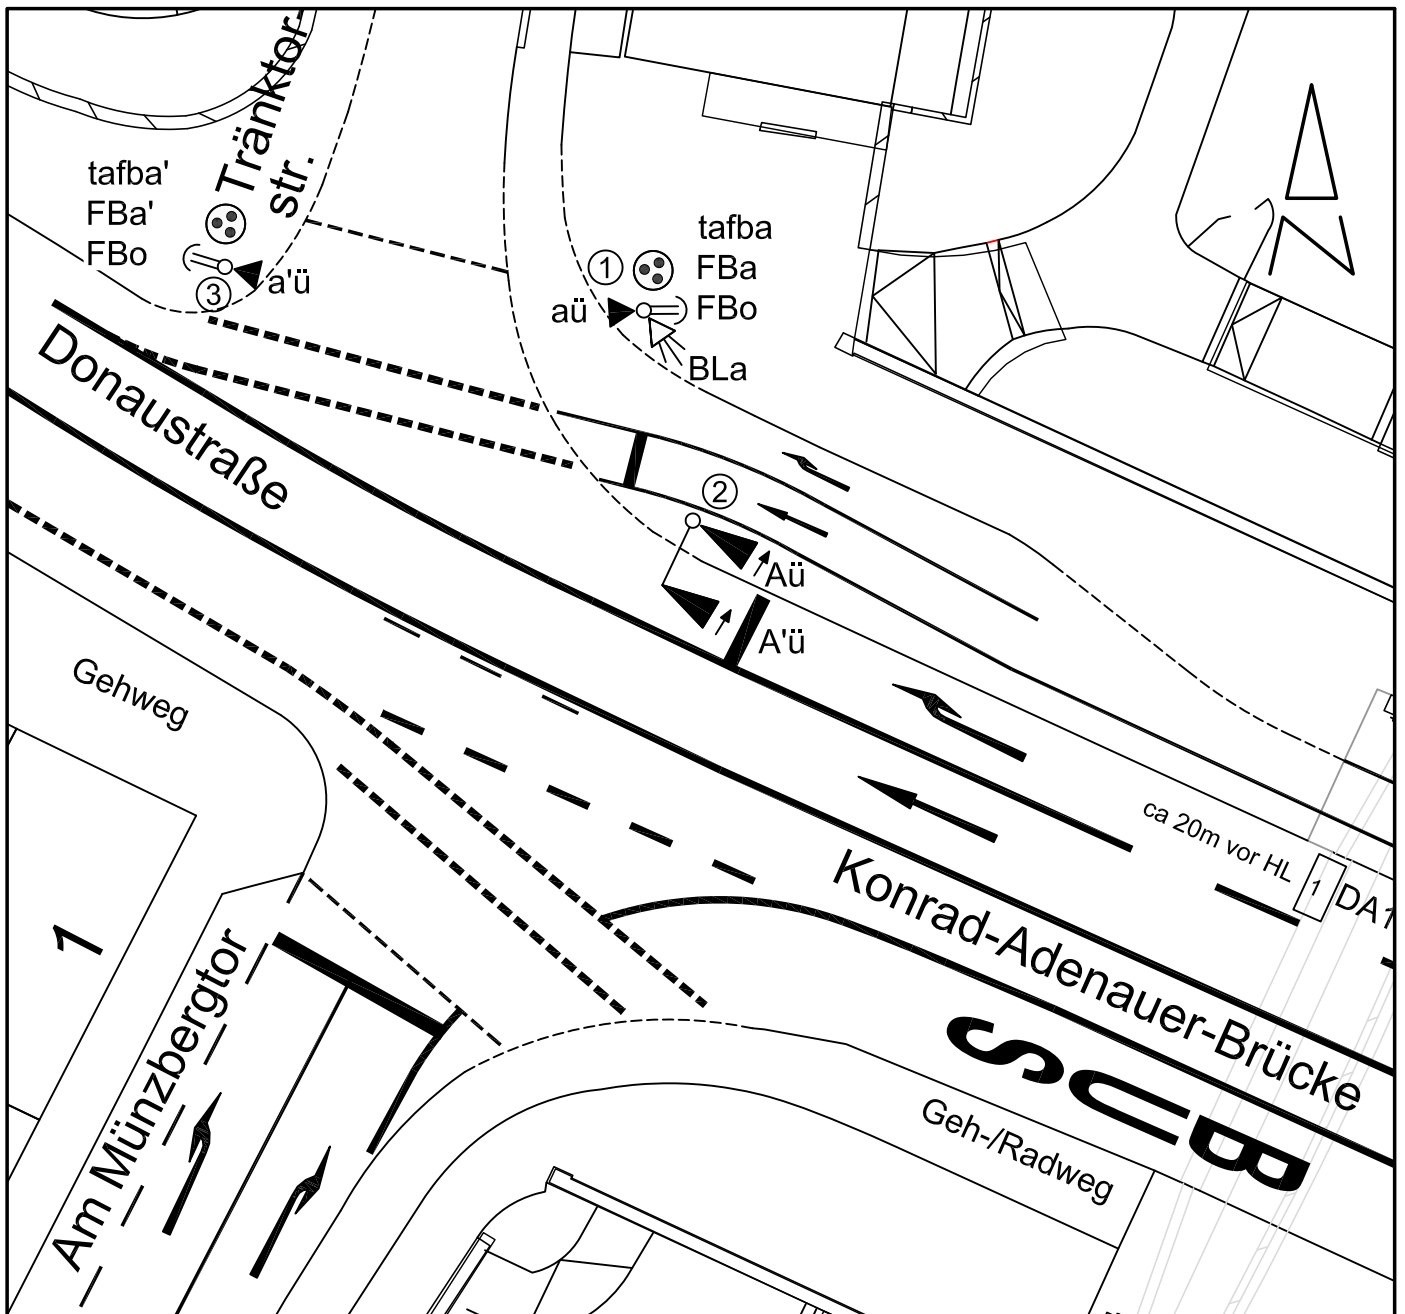 Tränktor-
str.
tafba'
FBa'
FBo
a'ü
3
1
tafba
FBa
FBo
aü
BLa
Donaustraße
2
Aü
A'ü
Gehweg
ca 20m vor HL
1
DA1
Konrad-Adenauer-Brücke
1
Am Münzbergtor
BUS
Geh-/Radweg